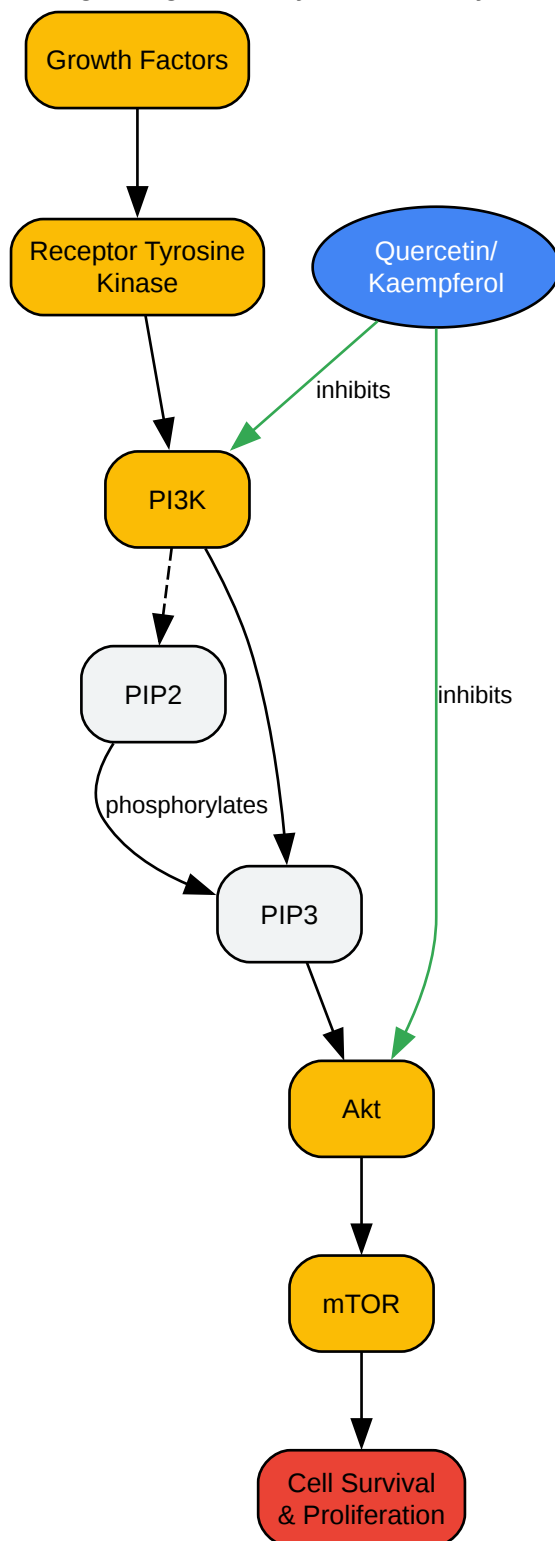 Growth Factors
Receptor Tyrosine
Kinase
Quercetin/
Kaempferol
inhibits
PI3K
PIP2
inhibits
phosphorylates
PIP3
Akt
mTOR
Cell Survival
& Proliferation